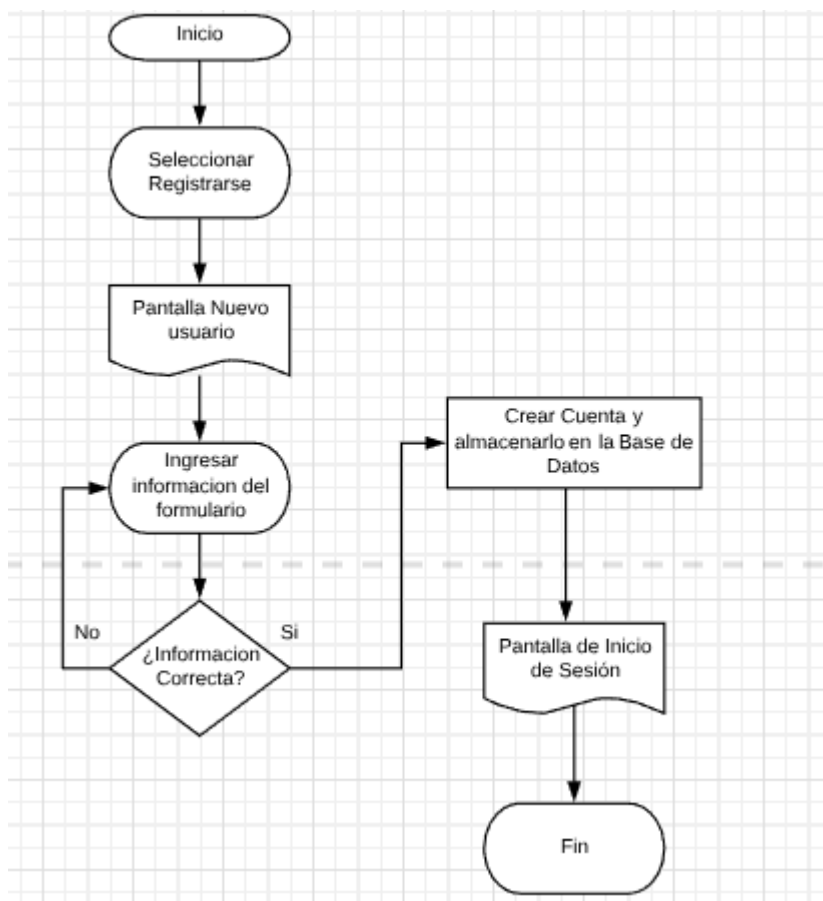 Inicio
Seleccionar
Registrarse
Pantalla Nuevo
usuario
Ingresar
informacion del
formulario
No
Si
¿Informacion
Correcta?
Crear Cuenta y
almacenarlo en la Base de
Datos
Pantalla de Inicio
de Sesión
Fin